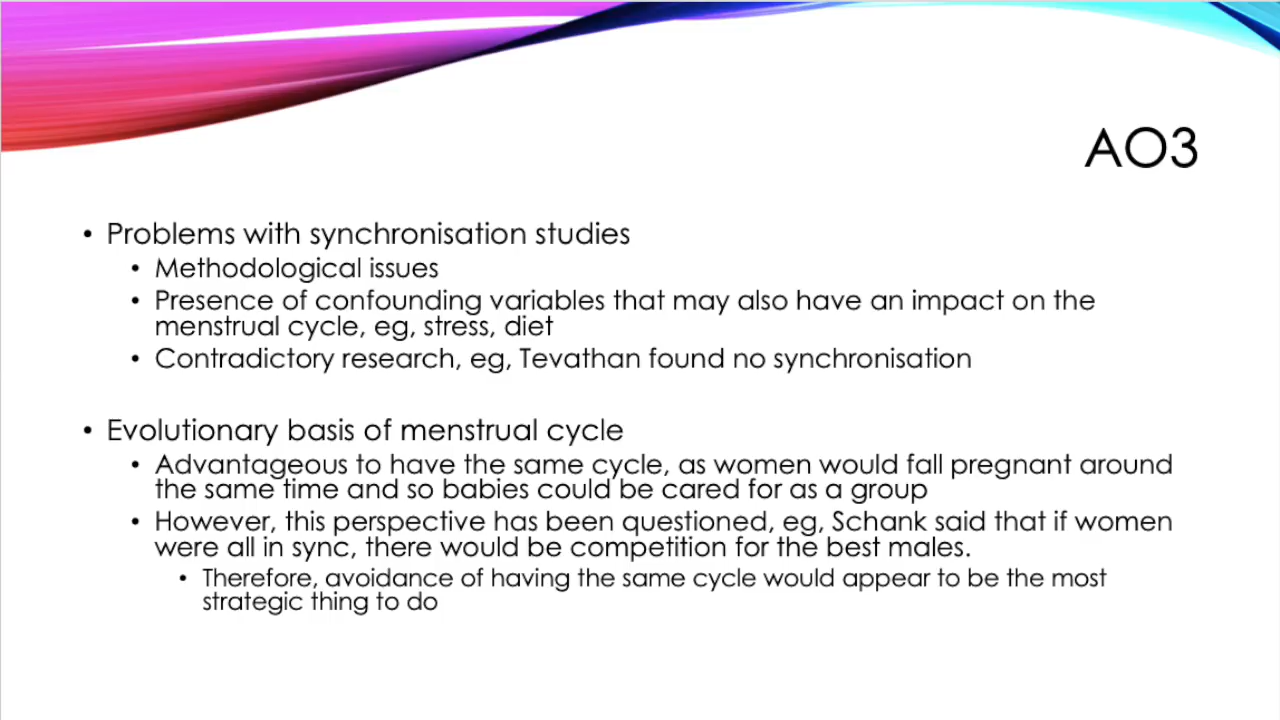 AO3
• Problems with synchronisation studies
• Methodological issues
• Presence of confounding variables that may also have an impact on the
menstrual cycle, eg, stress, diet
• Contradictory research, eg, Tevathan found no synchronisation
• Evolutionary basis of menstrual cycle
• Advantageous to have the same cycle, as women would fall pregnant around
the same time and so babies could be cared for as a group
• However, this perspective has been questioned, eg, Schank said that if women
were all in sync, there would be competition for the best males.
• Therefore, avoidance of having the same cycle would appear to be the most
strategic thing to do